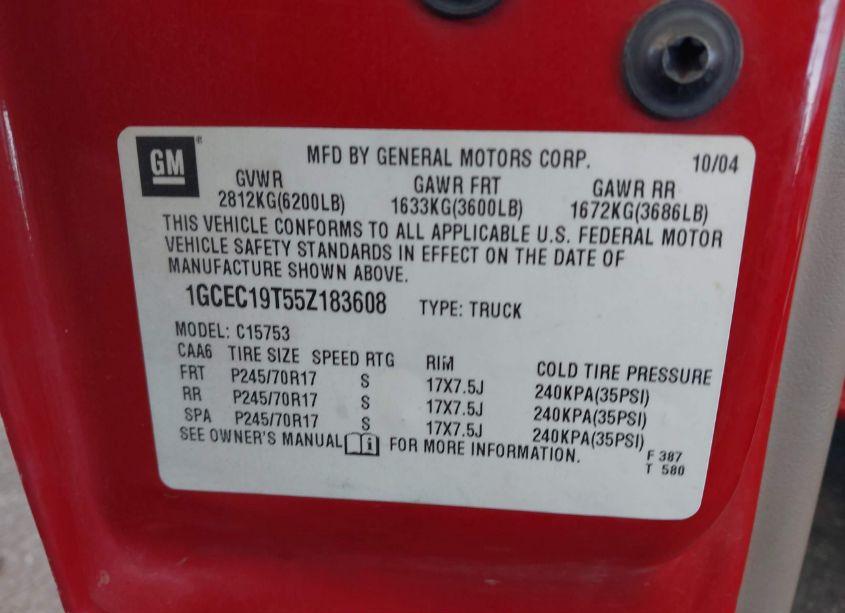 GM® MFD BY GENERAL MOTORS CORP. 10/04
GVWR GAWR FRT GAWR RR
2812KG(6200LB) 1633KG(3600LB) 1672KG(3686LB)
THIS VEHICLE CONFORMS TO ALL APPLICABLE U.S. FEDERAL MOTOR
VEHICLE SAFETY STANDARDS IN EFFECT ON THE DATE OF
MANUFACTURE SHOWN ABOVE.
1GCEC19T55Z183608 TYPE: TRUCK
MODEL: C15753
CAA6 TIRE SIZE SPEED RTG RIM COLD TIRE PRESSURE
FRT P245/70R17 S 17X7.5J 240KPA(35PSI)
RR P245/70R17 S 17X7.5J 240KPA(35PSI)
SPA P245/70R17 S 17X7.5J 240KPA(35PSI)
SEE OWNER'S MANUAL i FOR MORE INFORMATION.
F 387
T 580